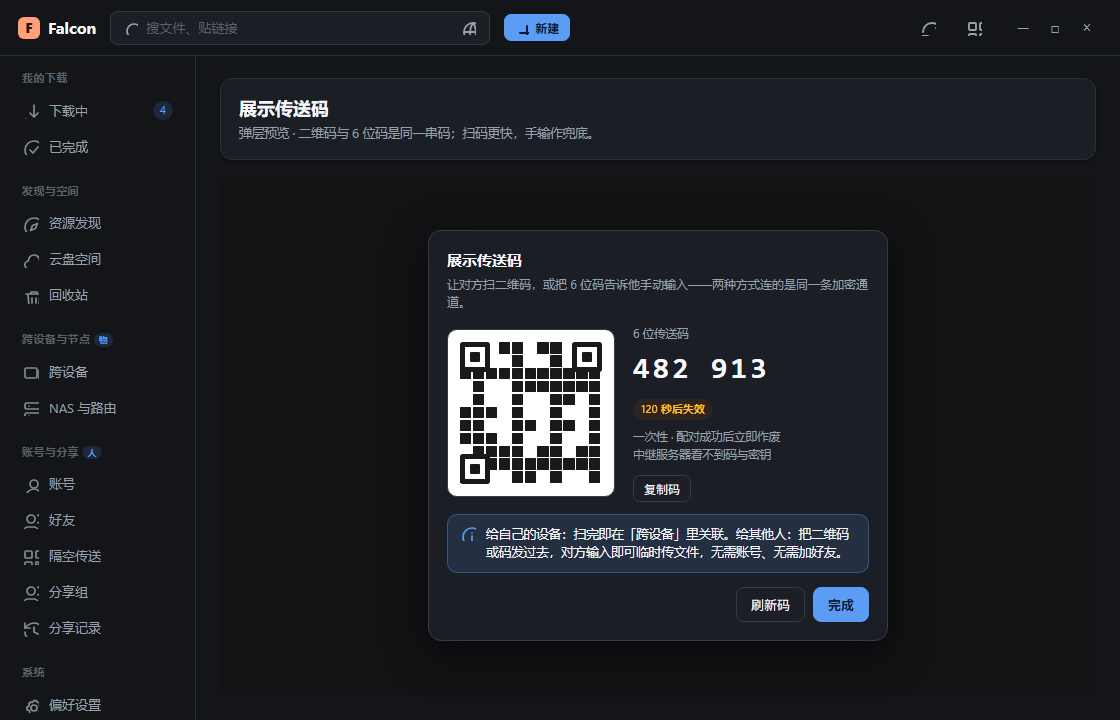 F Falcon
搜文件、贴链接
新建
我的下载
下载中 4
已完成
发现与空间
资源发现
云盘空间
回收站
跨设备与节点 物
跨设备
NAS 与路由
账号与分享 人
账号
好友
隔空传送
分享组
分享记录
系统
偏好设置
展示传送码
弹层预览 · 二维码与 6 位码是同一串码；扫码更快，手输作兜底。
展示传送码
让对方扫二维码，或把 6 位码告诉他手动输入——两种方式连的是同一条加密通
道。
6 位传送码
482 913
120 秒后失效
一次性 · 配对成功后立即作废
中继服务器看不到码与密钥
复制码
给自己的设备：扫完即在「跨设备」里关联。给其他人：把二维码
或码发过去，对方输入即可临时传文件，无需账号、无需加好友。
刷新码
完成